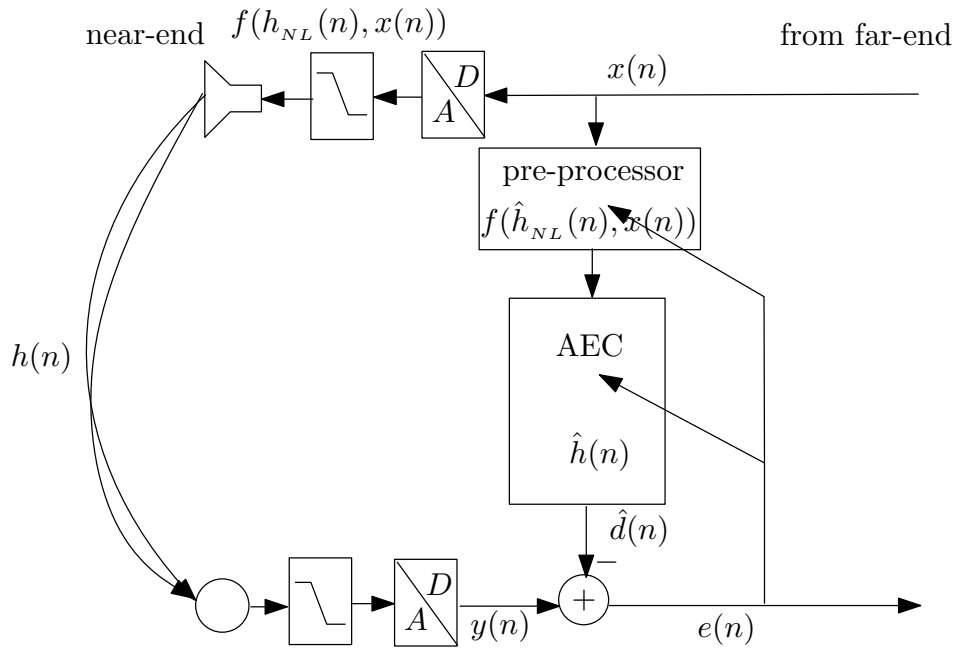 near-end
f(h_{NL}(n), x(n))
from far-end
x(n)
D
A
pre-processor
f(ĥ_{NL}(n), x(n))
AEC
h(n)
ĥ(n)
d̂(n)
−
D
A
+
y(n)
e(n)